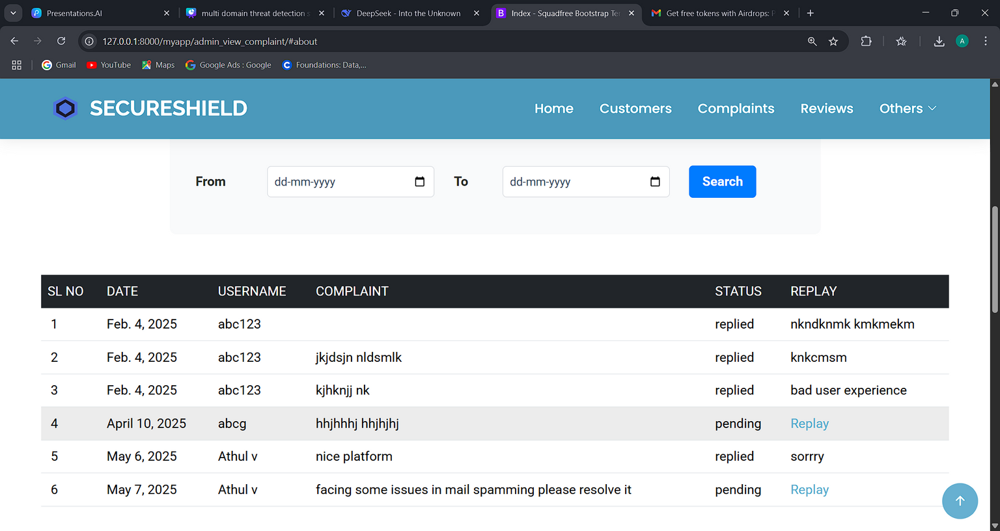 Presentations.AI
multi domain threat detection s
DeepSeek - Into the Unknown
Index - Squadfree Bootstrap Te
Get free tokens with Airdrops: P
127.0.0.1:8000/myapp/admin_view_complaint/#about
A
Gmail YouTube Maps Google Ads : Google Foundations: Data,...
SECURESHIELD Home Customers Complaints Reviews Others
From dd-mm-yyyy To dd-mm-yyyy Search
SL NO DATE USERNAME COMPLAINT STATUS REPLAY
1 Feb. 4, 2025 abc123 replied nkndknmk kmkmekm
2 Feb. 4, 2025 abc123 jkjdsjn nldsmlk replied knkcmsm
3 Feb. 4, 2025 abc123 kjhknjj nk replied bad user experience
4 April 10, 2025 abcg hhjhhhj hhjhjhj pending Replay
5 May 6, 2025 Athul v nice platform replied sorrry
6 May 7, 2025 Athul v facing some issues in mail spamming please resolve it pending Replay